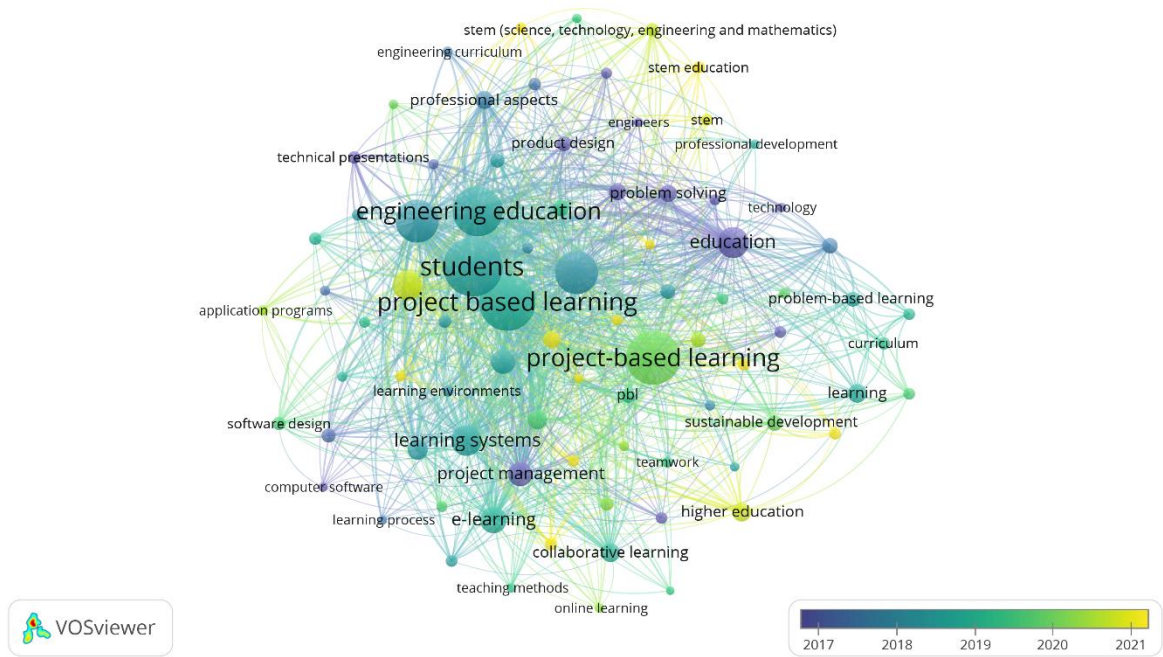 stem (science, technology, engineering and mathematics)
engineering curriculum
stem education
professional aspects
stem
engineers
product design
professional development
technical presentations
problem solving
technology
engineering education
education
students
project based learning
problem-based learning
application programs
curriculum
project-based learning
learning environments
pbl
learning
software design
sustainable development
learning systems
teamwork
project management
computer software
higher education
learning process
e-learning
collaborative learning
teaching methods
online learning
VOSviewer
2017 2018 2019 2020 2021